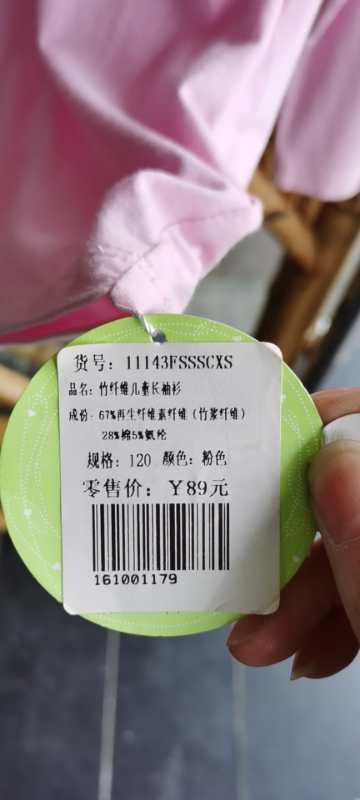 货号：11143FSSSCXS
品名：竹纤维儿童长袖衫
成份：67%再生纤维素纤维（竹浆纤维）
28%棉5%氨纶
规格：120 颜色：粉色
零售价：￥89元
161001179